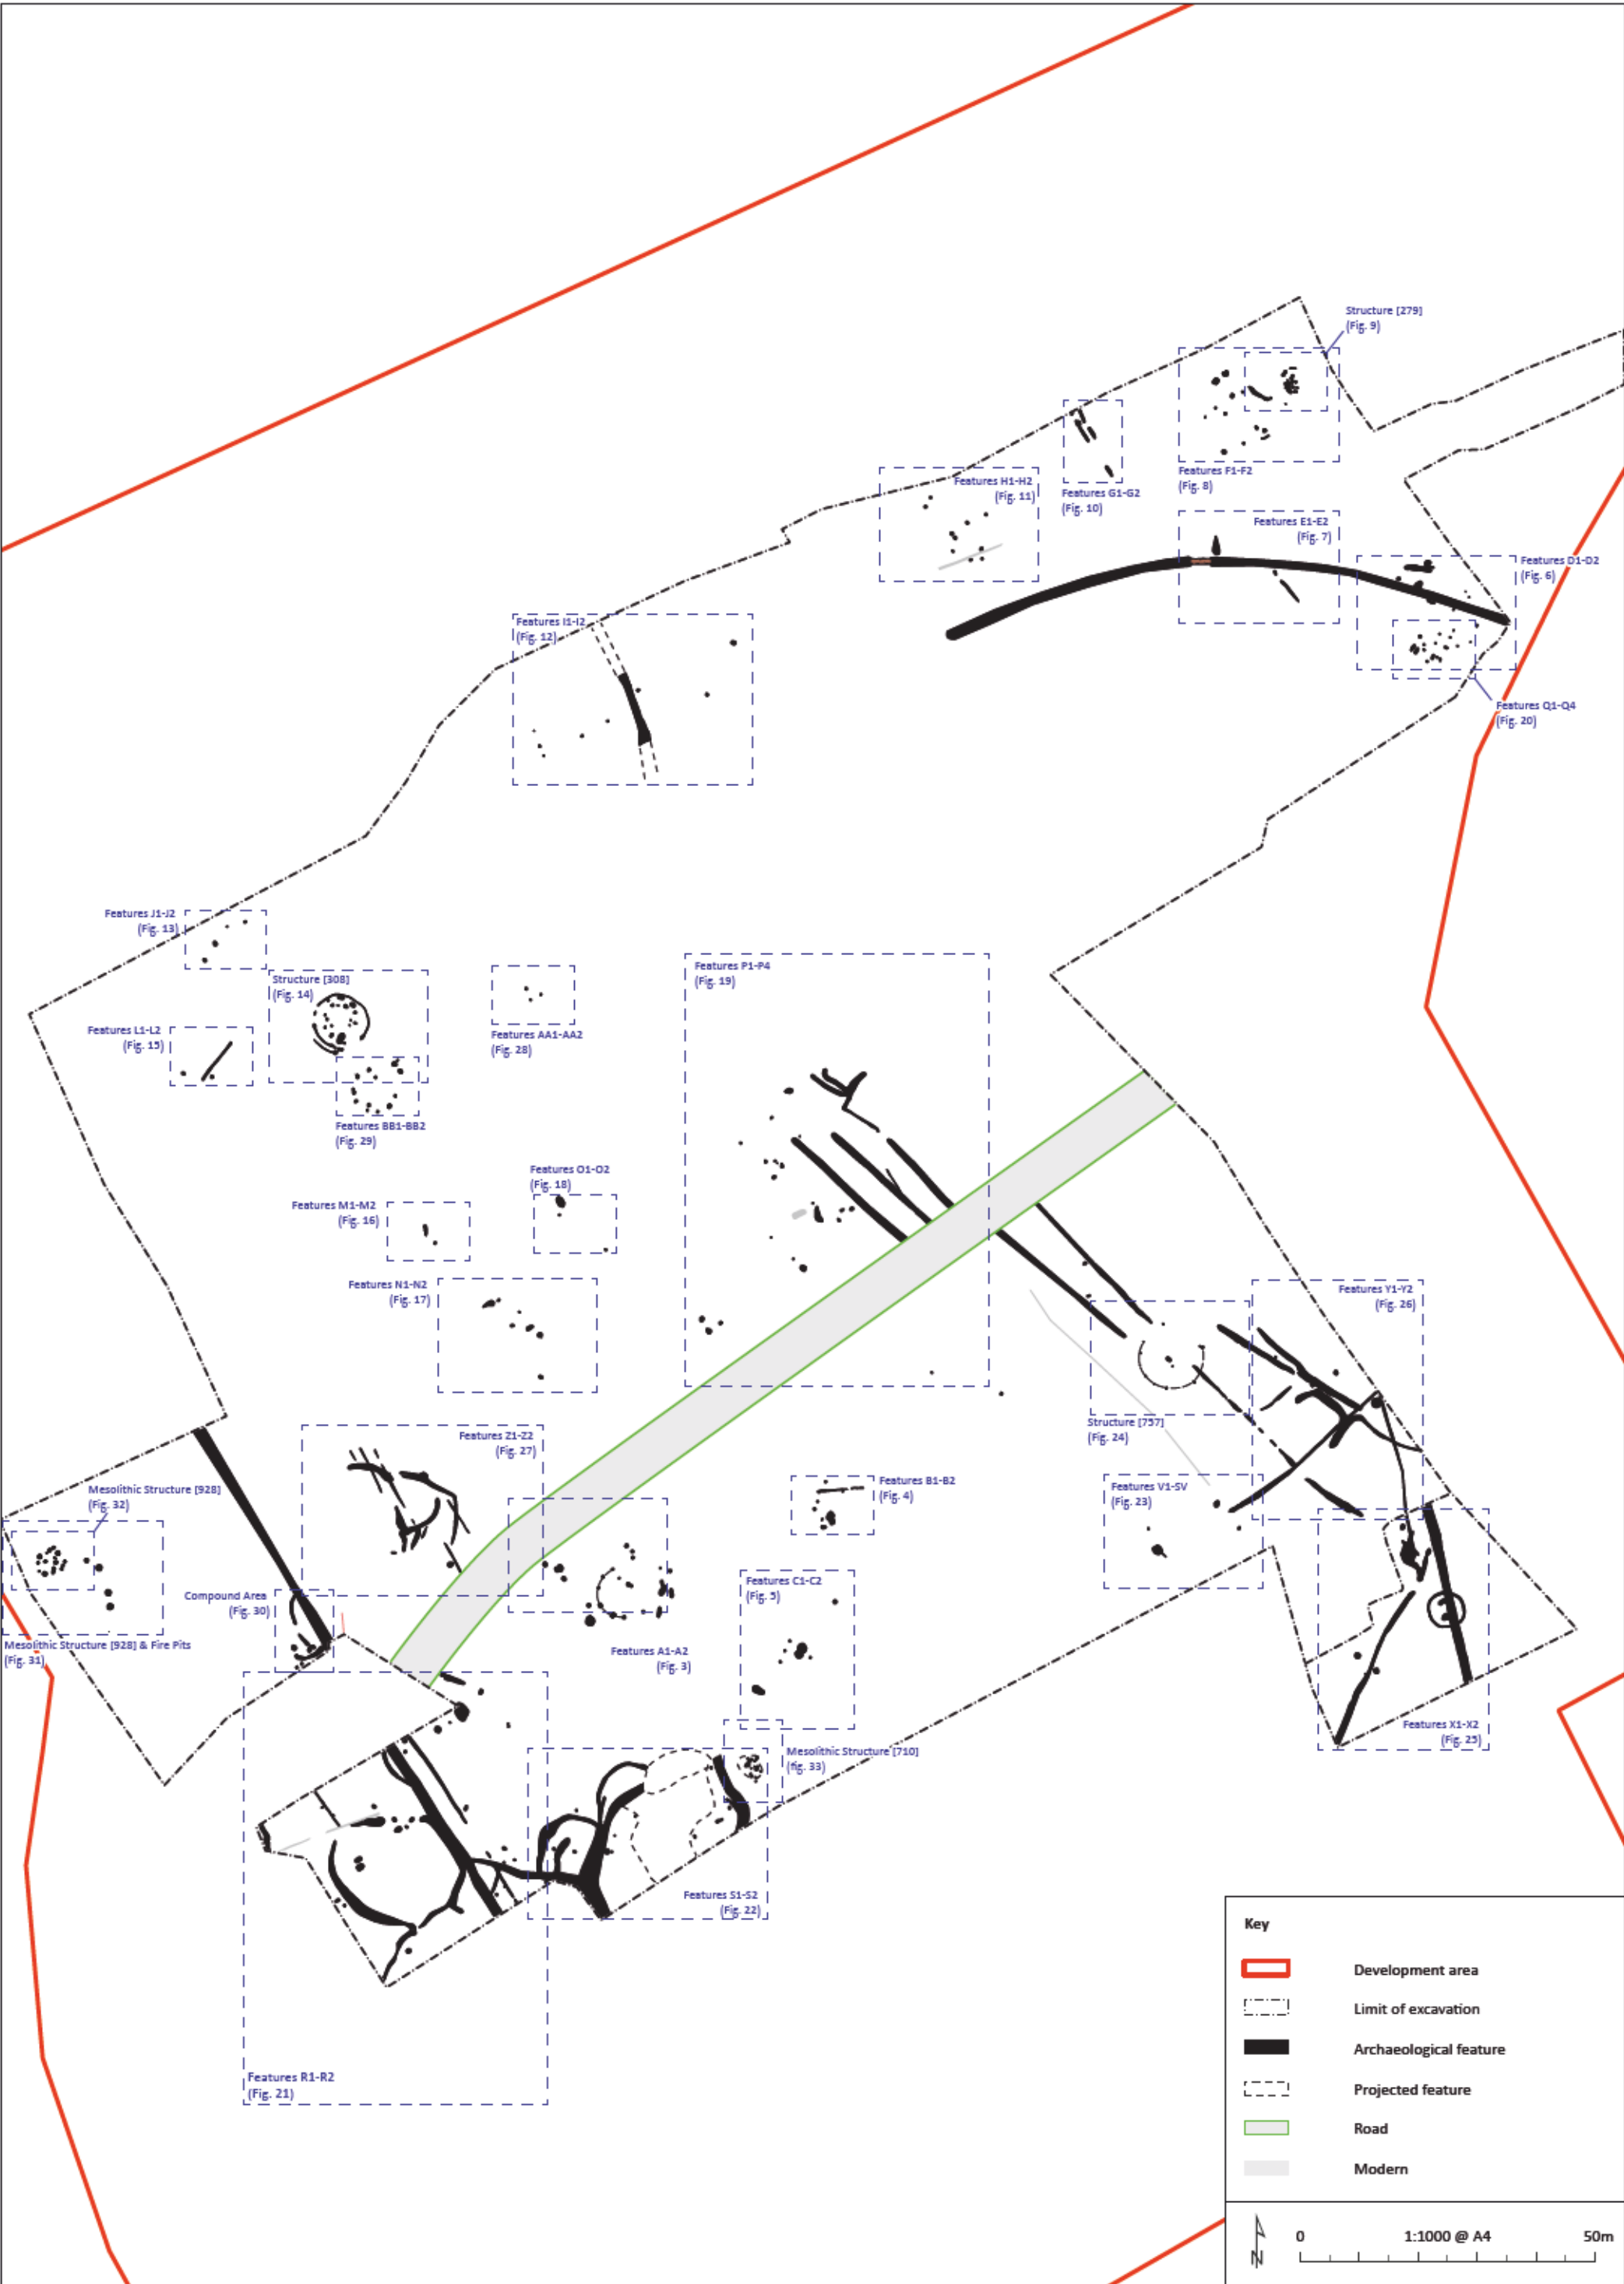 Structure [279]
(Fig. 9)
Features F1-F2
(Fig. 8)
Features H1-H2
(Fig. 11)
Features G1-G2
(Fig. 10)
Features E1-E2
(Fig. 7)
Features D1-D2
(Fig. 6)
Features I1-I2
(Fig. 12)
Features Q1-Q4
(Fig. 20)
Features J1-J2
(Fig. 13)
Structure [308]
(Fig. 14)
Features P1-P4
(Fig. 19)
Features L1-L2
(Fig. 15)
Features AA1-AA2
(Fig. 28)
Features BB1-BB2
(Fig. 29)
Features O1-O2
(Fig. 18)
Features M1-M2
(Fig. 16)
Features N1-N2
(Fig. 17)
Features Y1-Y2
(Fig. 26)
Structure [757]
(Fig. 24)
Features Z1-Z2
(Fig. 27)
Mesolithic Structure [928]
(Fig. 32)
Features B1-B2
(Fig. 4)
Features V1-SV
(Fig. 23)
Compound Area
(Fig. 30)
Features C1-C2
(Fig. 5)
Mesolithic Structure [928] & Fire Pits
(Fig. 31)
Features A1-A2
(Fig. 3)
Features X1-X2
(Fig. 25)
Mesolithic Structure [710]
(fig. 33)
Features S1-S2
(Fig. 22)
Features R1-R2
(Fig. 21)
Key
Development area
Limit of excavation
Archaeological feature
Projected feature
Road
Modern
N
0 1:1000 @ A4 50m